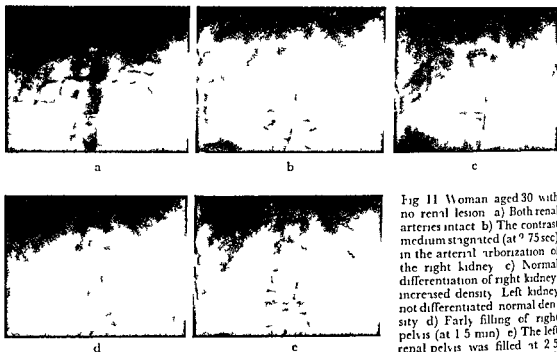 a
b
c
d
e
Fig 11 Woman aged 30 with
no renal lesion a) Both renal
arteries intact b) The contrast
medium stagnated (at 75 sec)
in the arterial arborization of
the right kidney c) Normal
differentiation of right kidney
increased density Left kidney
not differentiated normal den
sity d) Early filling of right
pelvis (at 1 5 min) e) The left
renal pelvis was filled at 2 5